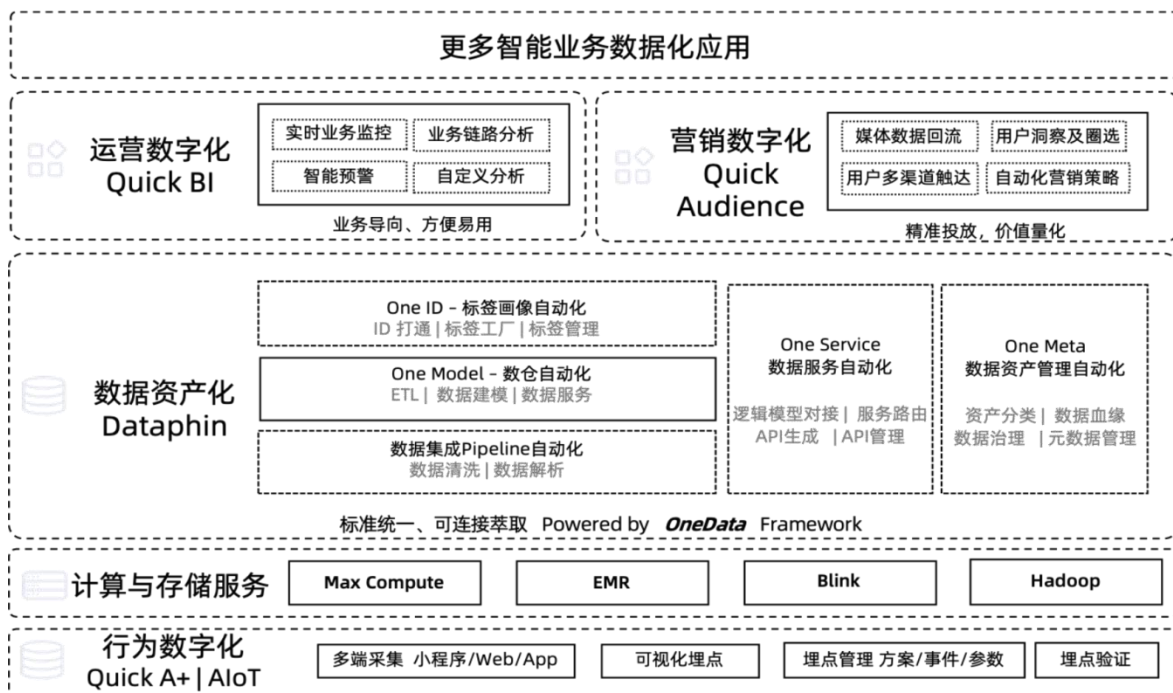 更多智能业务数据化应用
运营数字化
Quick BI
实时业务监控
业务链路分析
智能预警
自定义分析
业务导向、方便易用
营销数字化
Quick
Audience
媒体数据回流
用户洞察及圈选
用户多渠道触达
自动化营销策略
精准投放，价值量化
数据资产化
Dataphin
One ID – 标签画像自动化
ID 打通 | 标签工厂 | 标签管理
One Model – 数仓自动化
ETL | 数据建模 | 数据服务
数据集成Pipeline自动化
数据清洗 | 数据解析
One Service
数据服务自动化
逻辑模型对接 | 服务路由
API生成 | API管理
One Meta
数据资产管理自动化
资产分类 | 数据血缘
数据治理 | 元数据管理
标准统一、可连接萃取 Powered by OneData Framework
计算与存储服务
Max Compute
EMR
Blink
Hadoop
行为数字化
Quick A+ | AIoT
多端采集 小程序/Web/App
可视化埋点
埋点管理 方案/事件/参数
埋点验证